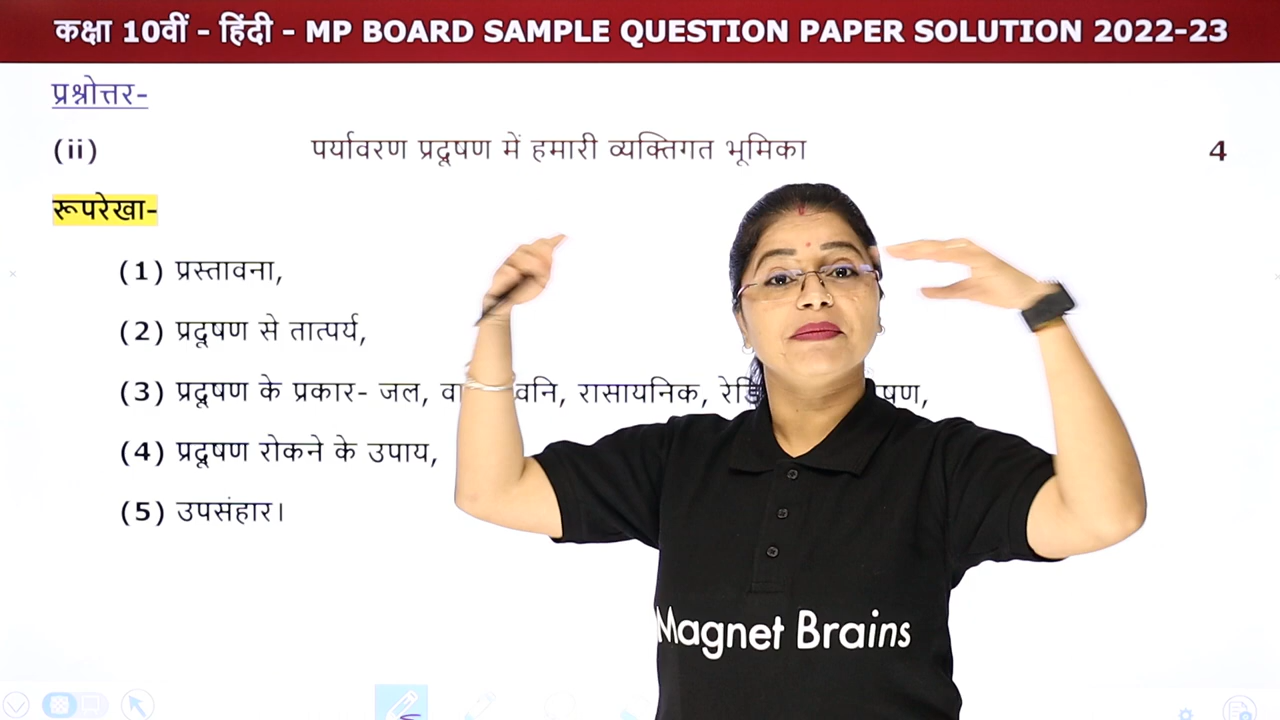 कक्षा 10वीं - हिंदी - MP BOARD SAMPLE QUESTION PAPER SOLUTION 2022-23
प्रश्नोत्तर-
(ii) पर्यावरण प्रदूषण में हमारी व्यक्तिगत भूमिका 4
रूपरेखा-
(1) प्रस्तावना,
(2) प्रदूषण से तात्पर्य,
(3) प्रदूषण के प्रकार- जल, रासायनिक,
(4) प्रदूषण रोकने के उपाय,
(5) उपसंहार।
Magnet Brains